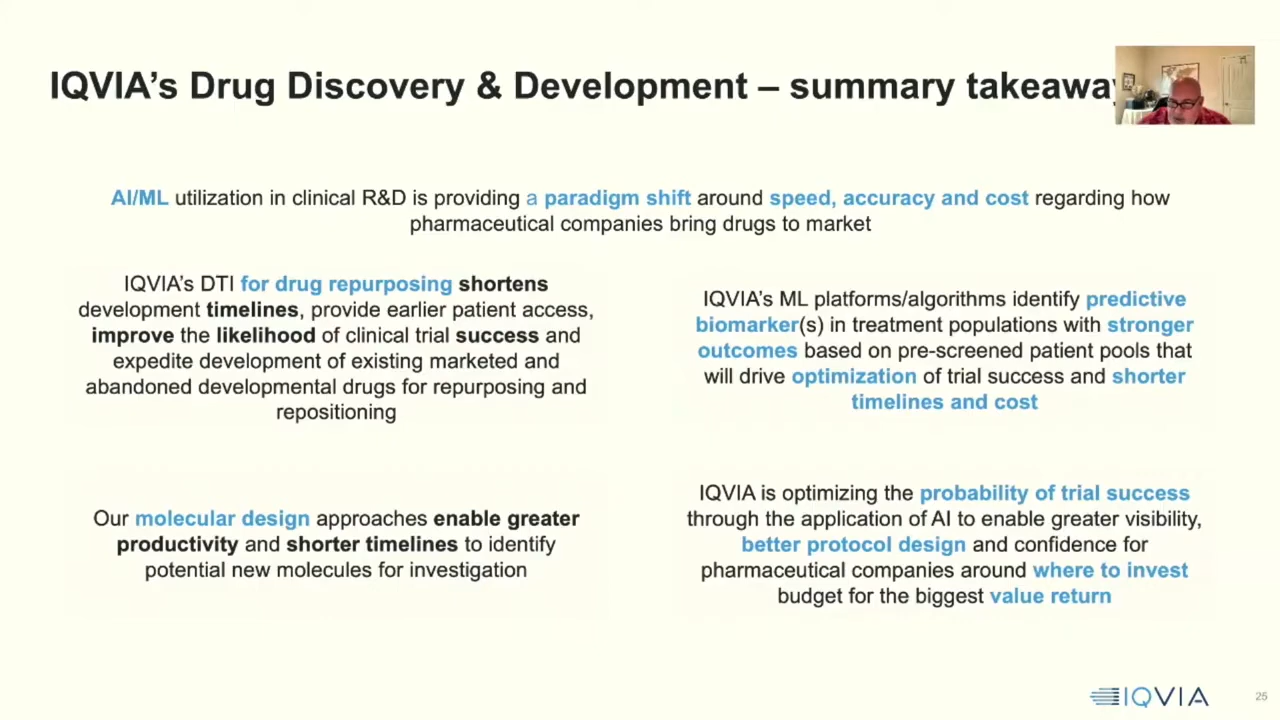 IQVIA's Drug Discovery & Development – summary takeaway
AI/ML utilization in clinical R&D is providing a paradigm shift around speed, accuracy and cost regarding how
pharmaceutical companies bring drugs to market
IQVIA's DTI for drug repurposing shortens
development timelines, provide earlier patient access,
improve the likelihood of clinical trial success and
expedite development of existing marketed and
abandoned developmental drugs for repurposing and
repositioning
IQVIA's ML platforms/algorithms identify predictive
biomarker(s) in treatment populations with stronger
outcomes based on pre-screened patient pools that
will drive optimization of trial success and shorter
timelines and cost
Our molecular design approaches enable greater
productivity and shorter timelines to identify
potential new molecules for investigation
IQVIA is optimizing the probability of trial success
through the application of AI to enable greater visibility,
better protocol design and confidence for
pharmaceutical companies around where to invest
budget for the biggest value return
IQVIA
25